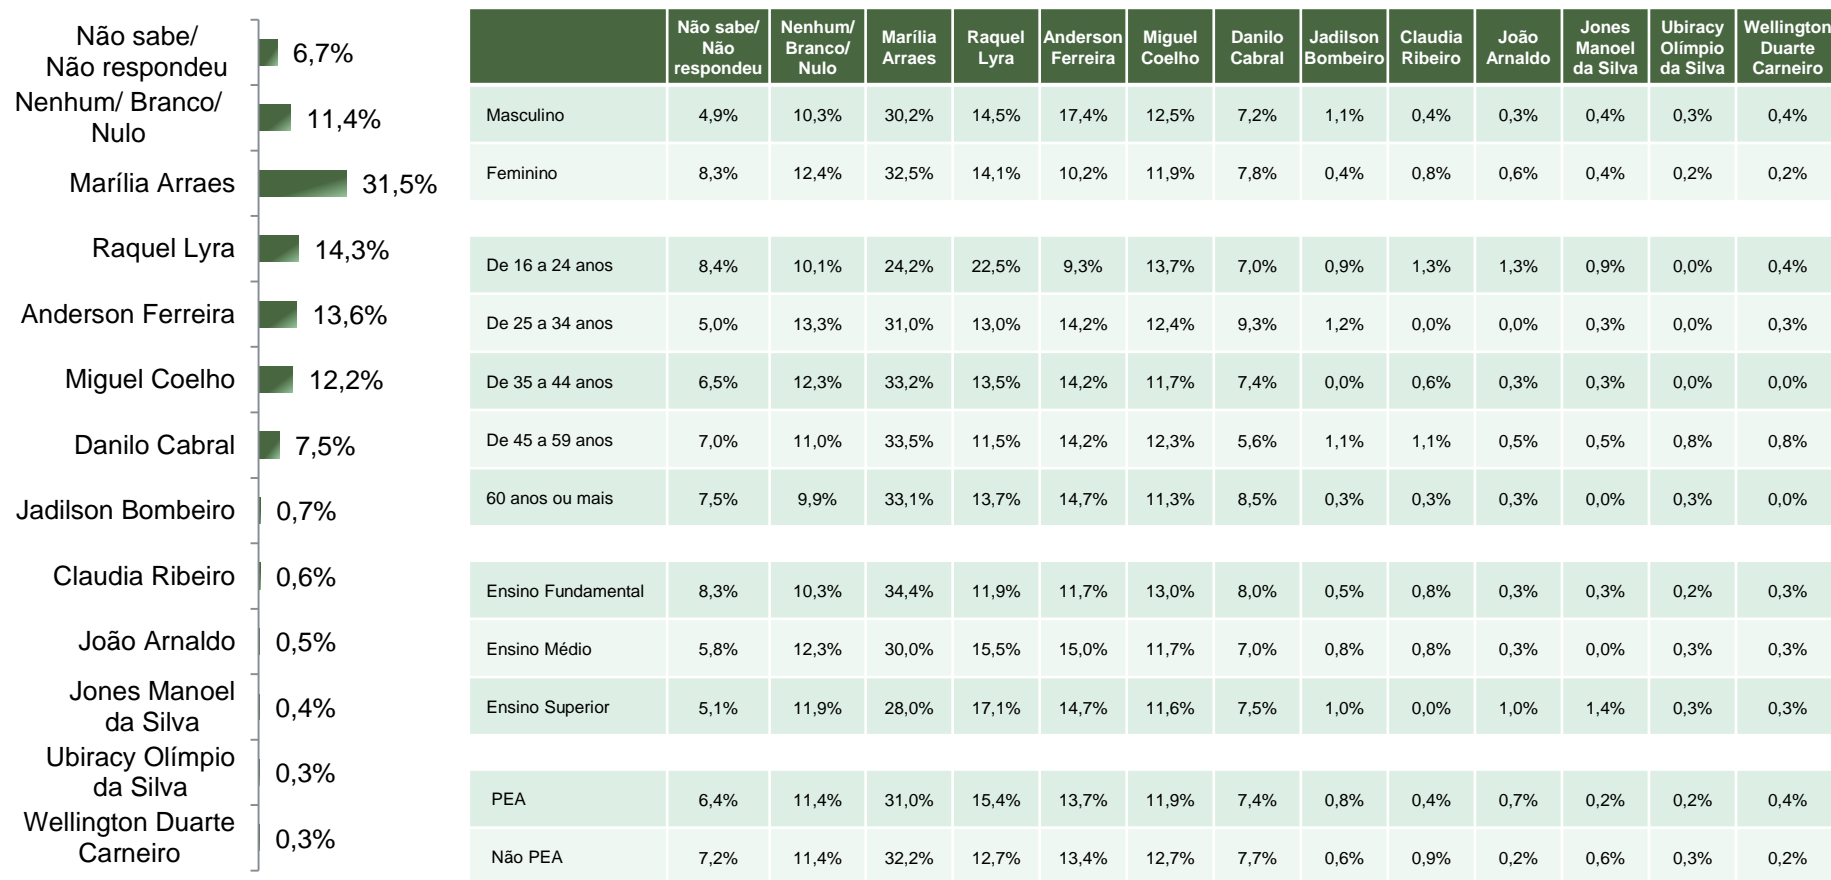 Não sabe/
Não respondeu
6,7%
Nenhum/ Branco/
Nulo
11,4%
Marília Arraes
31,5%
Raquel Lyra
14,3%
Anderson Ferreira
13,6%
Miguel Coelho
12,2%
Danilo Cabral
7,5%
Jadilson Bombeiro
0,7%
Claudia Ribeiro
0,6%
João Arnaldo
0,5%
Jones Manoel
da Silva
0,4%
Ubiracy Olímpio
da Silva
0,3%
Wellington Duarte
Carneiro
0,3%
Não sabe/
Não
respondeu
Nenhum/
Branco/
Nulo
Marília
Arraes
Raquel
Lyra
Anderson
Ferreira
Miguel
Coelho
Danilo
Cabral
Jadilson
Bombeiro
Claudia
Ribeiro
João
Arnaldo
Jones
Manoel
da Silva
Ubiracy
Olímpio
da Silva
Wellington
Duarte
Carneiro
Masculino 4,9% 10,3% 30,2% 14,5% 17,4% 12,5% 7,2% 1,1% 0,4% 0,3% 0,4% 0,3% 0,4%
Feminino 8,3% 12,4% 32,5% 14,1% 10,2% 11,9% 7,8% 0,4% 0,8% 0,6% 0,4% 0,2% 0,2%
De 16 a 24 anos 8,4% 10,1% 24,2% 22,5% 9,3% 13,7% 7,0% 0,9% 1,3% 1,3% 0,9% 0,0% 0,4%
De 25 a 34 anos 5,0% 13,3% 31,0% 13,0% 14,2% 12,4% 9,3% 1,2% 0,0% 0,0% 0,3% 0,0% 0,3%
De 35 a 44 anos 6,5% 12,3% 33,2% 13,5% 14,2% 11,7% 7,4% 0,0% 0,6% 0,3% 0,3% 0,0% 0,0%
De 45 a 59 anos 7,0% 11,0% 33,5% 11,5% 14,2% 12,3% 5,6% 1,1% 1,1% 0,5% 0,5% 0,8% 0,8%
60 anos ou mais 7,5% 9,9% 33,1% 13,7% 14,7% 11,3% 8,5% 0,3% 0,3% 0,3% 0,0% 0,3% 0,0%
Ensino Fundamental 8,3% 10,3% 34,4% 11,9% 11,7% 13,0% 8,0% 0,5% 0,8% 0,3% 0,3% 0,2% 0,3%
Ensino Médio 5,8% 12,3% 30,0% 15,5% 15,0% 11,7% 7,0% 0,8% 0,8% 0,3% 0,0% 0,3% 0,3%
Ensino Superior 5,1% 11,9% 28,0% 17,1% 14,7% 11,6% 7,5% 1,0% 0,0% 1,0% 1,4% 0,3% 0,3%
PEA 6,4% 11,4% 31,0% 15,4% 13,7% 11,9% 7,4% 0,8% 0,4% 0,7% 0,2% 0,2% 0,4%
Não PEA 7,2% 11,4% 32,2% 12,7% 13,4% 12,7% 7,7% 0,6% 0,9% 0,2% 0,6% 0,3% 0,2%